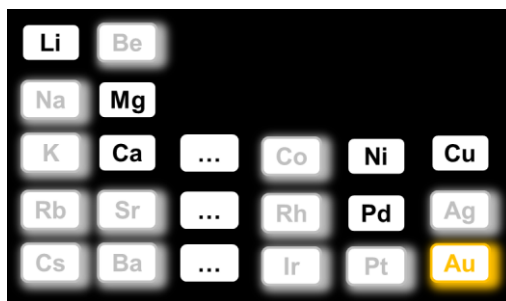 Li Be
Na Mg
K Ca ... Co Ni Cu
Rb Sr ... Rh Pd Ag
Cs Ba ... Ir Pt Au